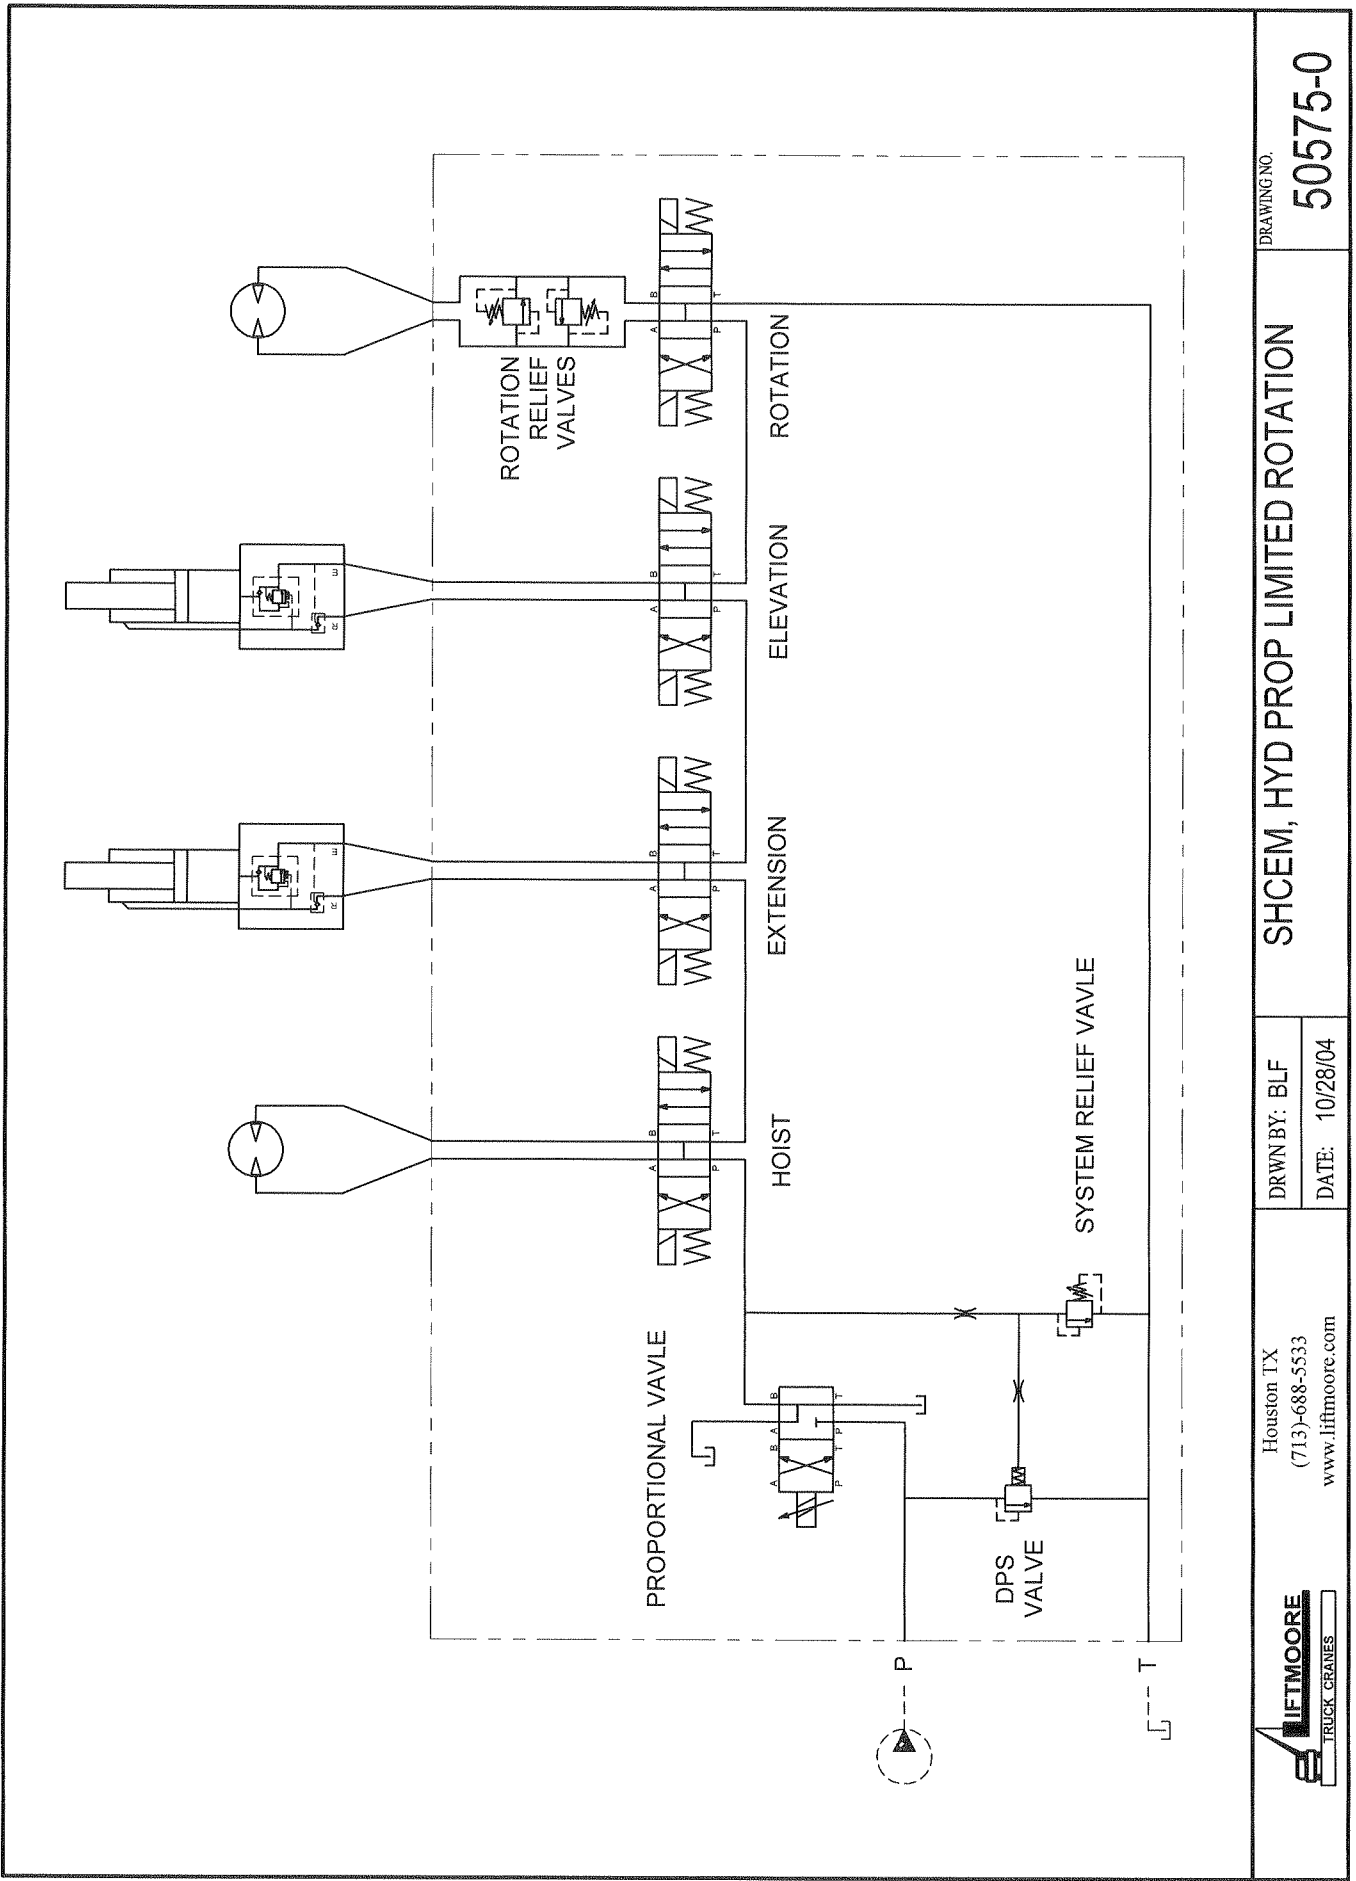 ROTATION
RELIEF
VALVES
A B
P T
HOIST
A B
P T
EXTENSION
R E
A B
P T
ELEVATION
R E
A B
P T
ROTATION
PROPORTIONAL VAVLE
A B A B
P T P T
SYSTEM RELIEF VAVLE
DPS
VALVE
P
T
LIFTMOORE
TRUCK CRANES
Houston TX
(713)-688-5533
www.liftmoore.com
DRWN BY: BLF
DATE: 10/28/04
SHCEM, HYD PROP LIMITED ROTATION
DRAWING NO.
50575-0